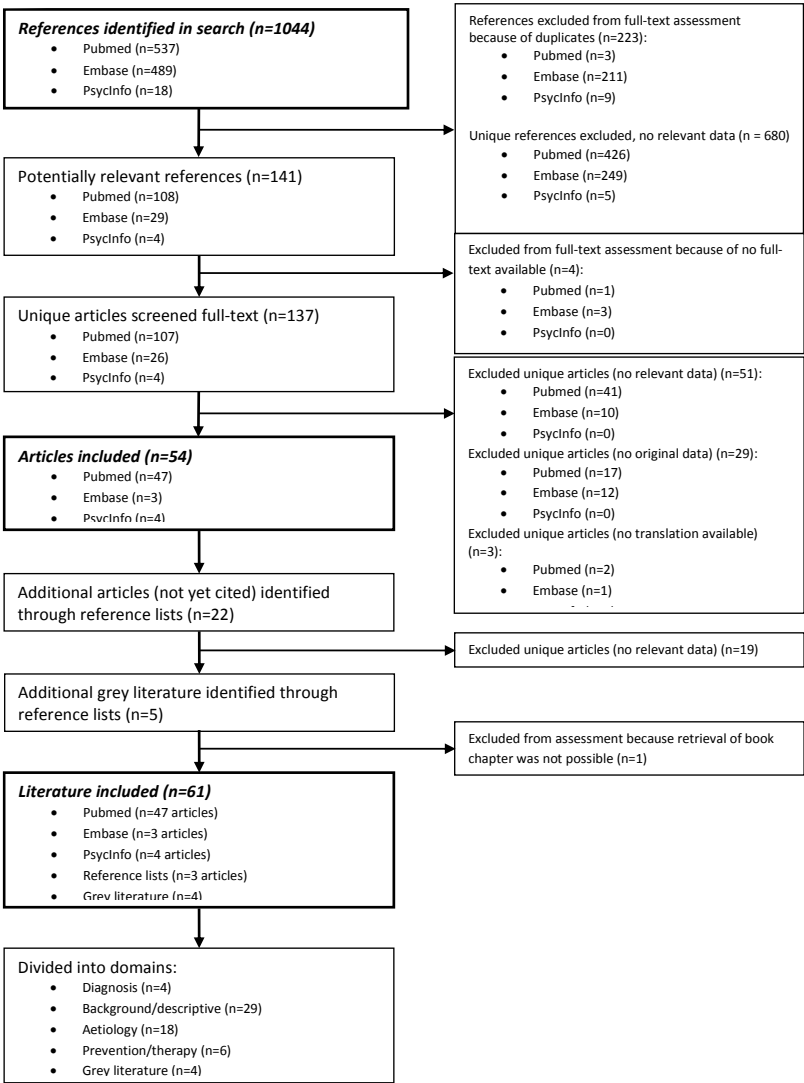 References identified in search (n=1044)
• Pubmed (n=537)
• Embase (n=489)
• PsycInfo (n=18)
References excluded from full-text assessment
because of duplicates (n=223):
• Pubmed (n=3)
• Embase (n=211)
• PsycInfo (n=9)
Unique references excluded, no relevant data (n = 680)
• Pubmed (n=426)
• Embase (n=249)
• PsycInfo (n=5)
Potentially relevant references (n=141)
• Pubmed (n=108)
• Embase (n=29)
• PsycInfo (n=4)
Excluded from full-text assessment because of no full-
text available (n=4):
• Pubmed (n=1)
• Embase (n=3)
• PsycInfo (n=0)
Unique articles screened full-text (n=137)
• Pubmed (n=107)
• Embase (n=26)
• PsycInfo (n=4)
Excluded unique articles (no relevant data) (n=51):
• Pubmed (n=41)
• Embase (n=10)
• PsycInfo (n=0)
Excluded unique articles (no original data) (n=29):
• Pubmed (n=17)
• Embase (n=12)
• PsycInfo (n=0)
Excluded unique articles (no translation available)
(n=3):
• Pubmed (n=2)
• Embase (n=1)
Articles included (n=54)
• Pubmed (n=47)
• Embase (n=3)
• PsycInfo (n=4)
Additional articles (not yet cited) identified
through reference lists (n=22)
Excluded unique articles (no relevant data) (n=19)
Additional grey literature identified through
reference lists (n=5)
Excluded from assessment because retrieval of book
chapter was not possible (n=1)
Literature included (n=61)
• Pubmed (n=47 articles)
• Embase (n=3 articles)
• PsycInfo (n=4 articles)
• Reference lists (n=3 articles)
• Grey literature (n=4)
Divided into domains:
• Diagnosis (n=4)
• Background/descriptive (n=29)
• Aetiology (n=18)
• Prevention/therapy (n=6)
• Grey literature (n=4)